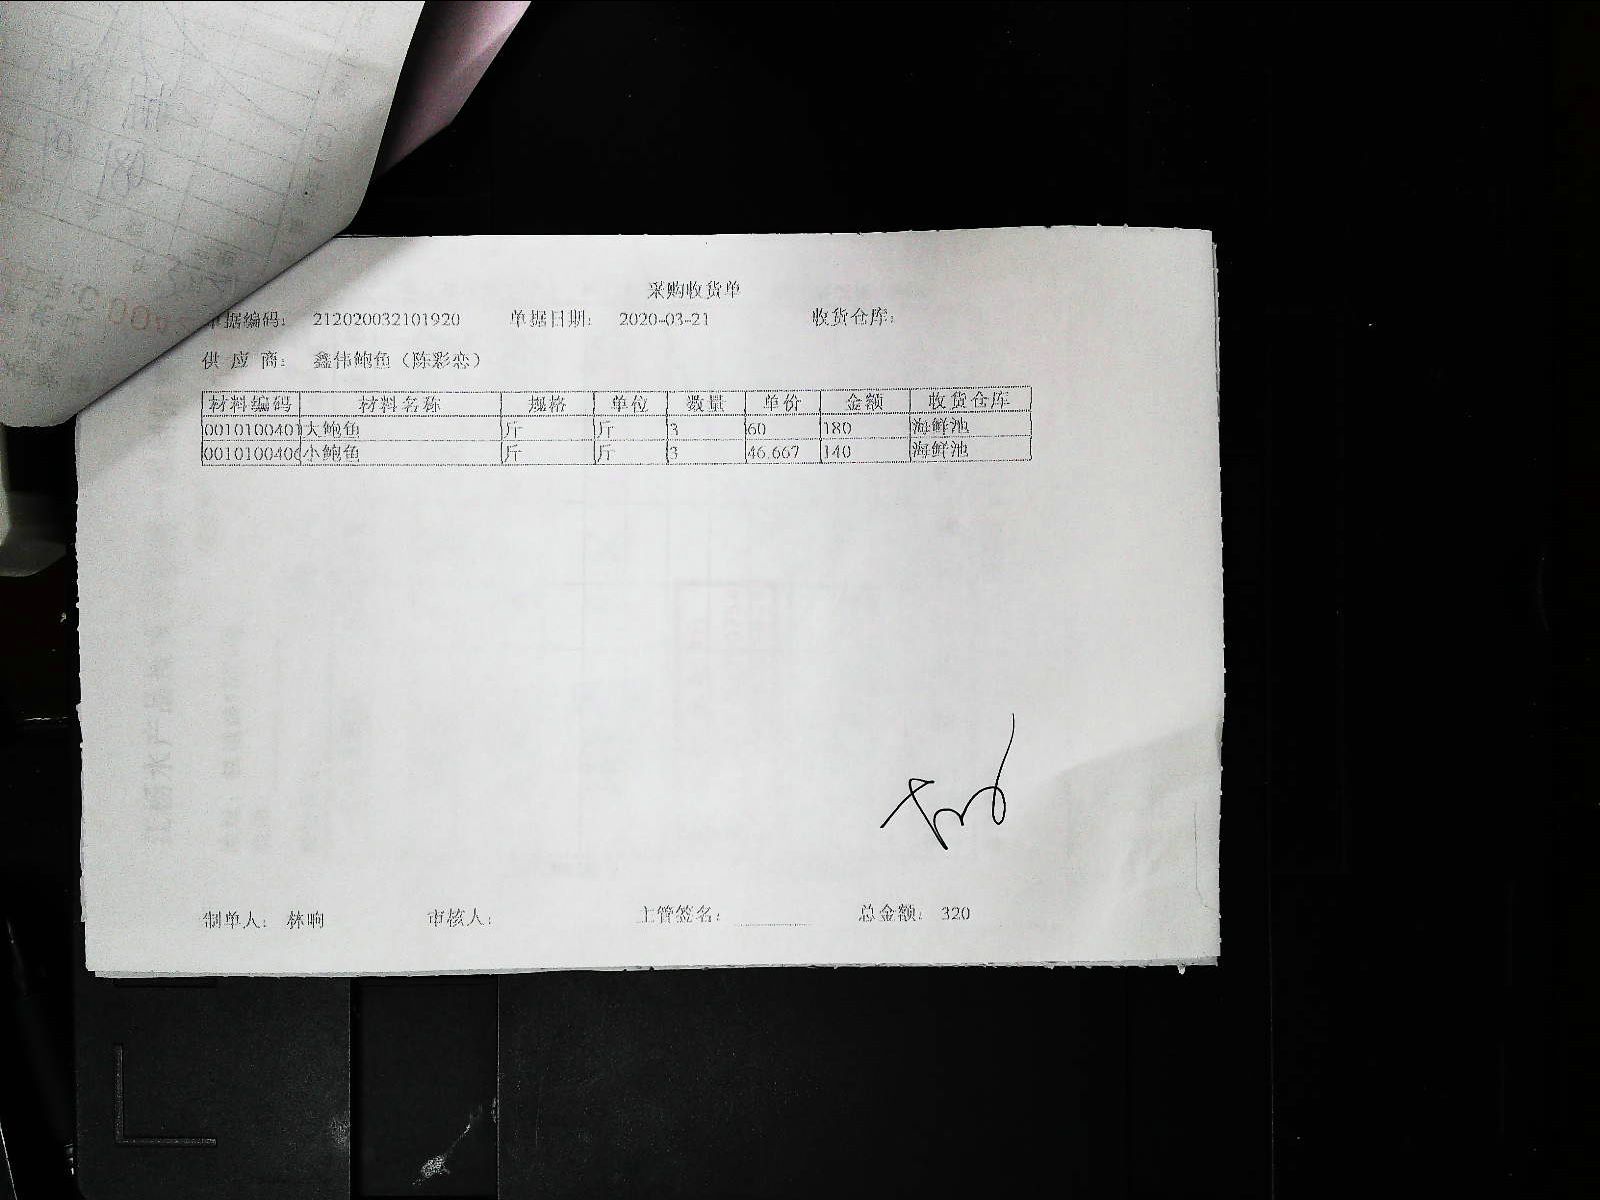 采购收货单
单据编码: 212020032101920 单据日期: 2020-03-21 收货仓库:
供 应 商: 鑫伟鲍鱼（陈彩恋）
材料编码 材料名称 规格 单位 数量 单价 金额 收货仓库
0010100401 大鲍鱼 斤 斤 3 60 180 海鲜池
001010040 小鲍鱼 斤 斤 3 46.667 140 海鲜池
制单人: 林晌 审核人: 主管签名: 总金额: 320